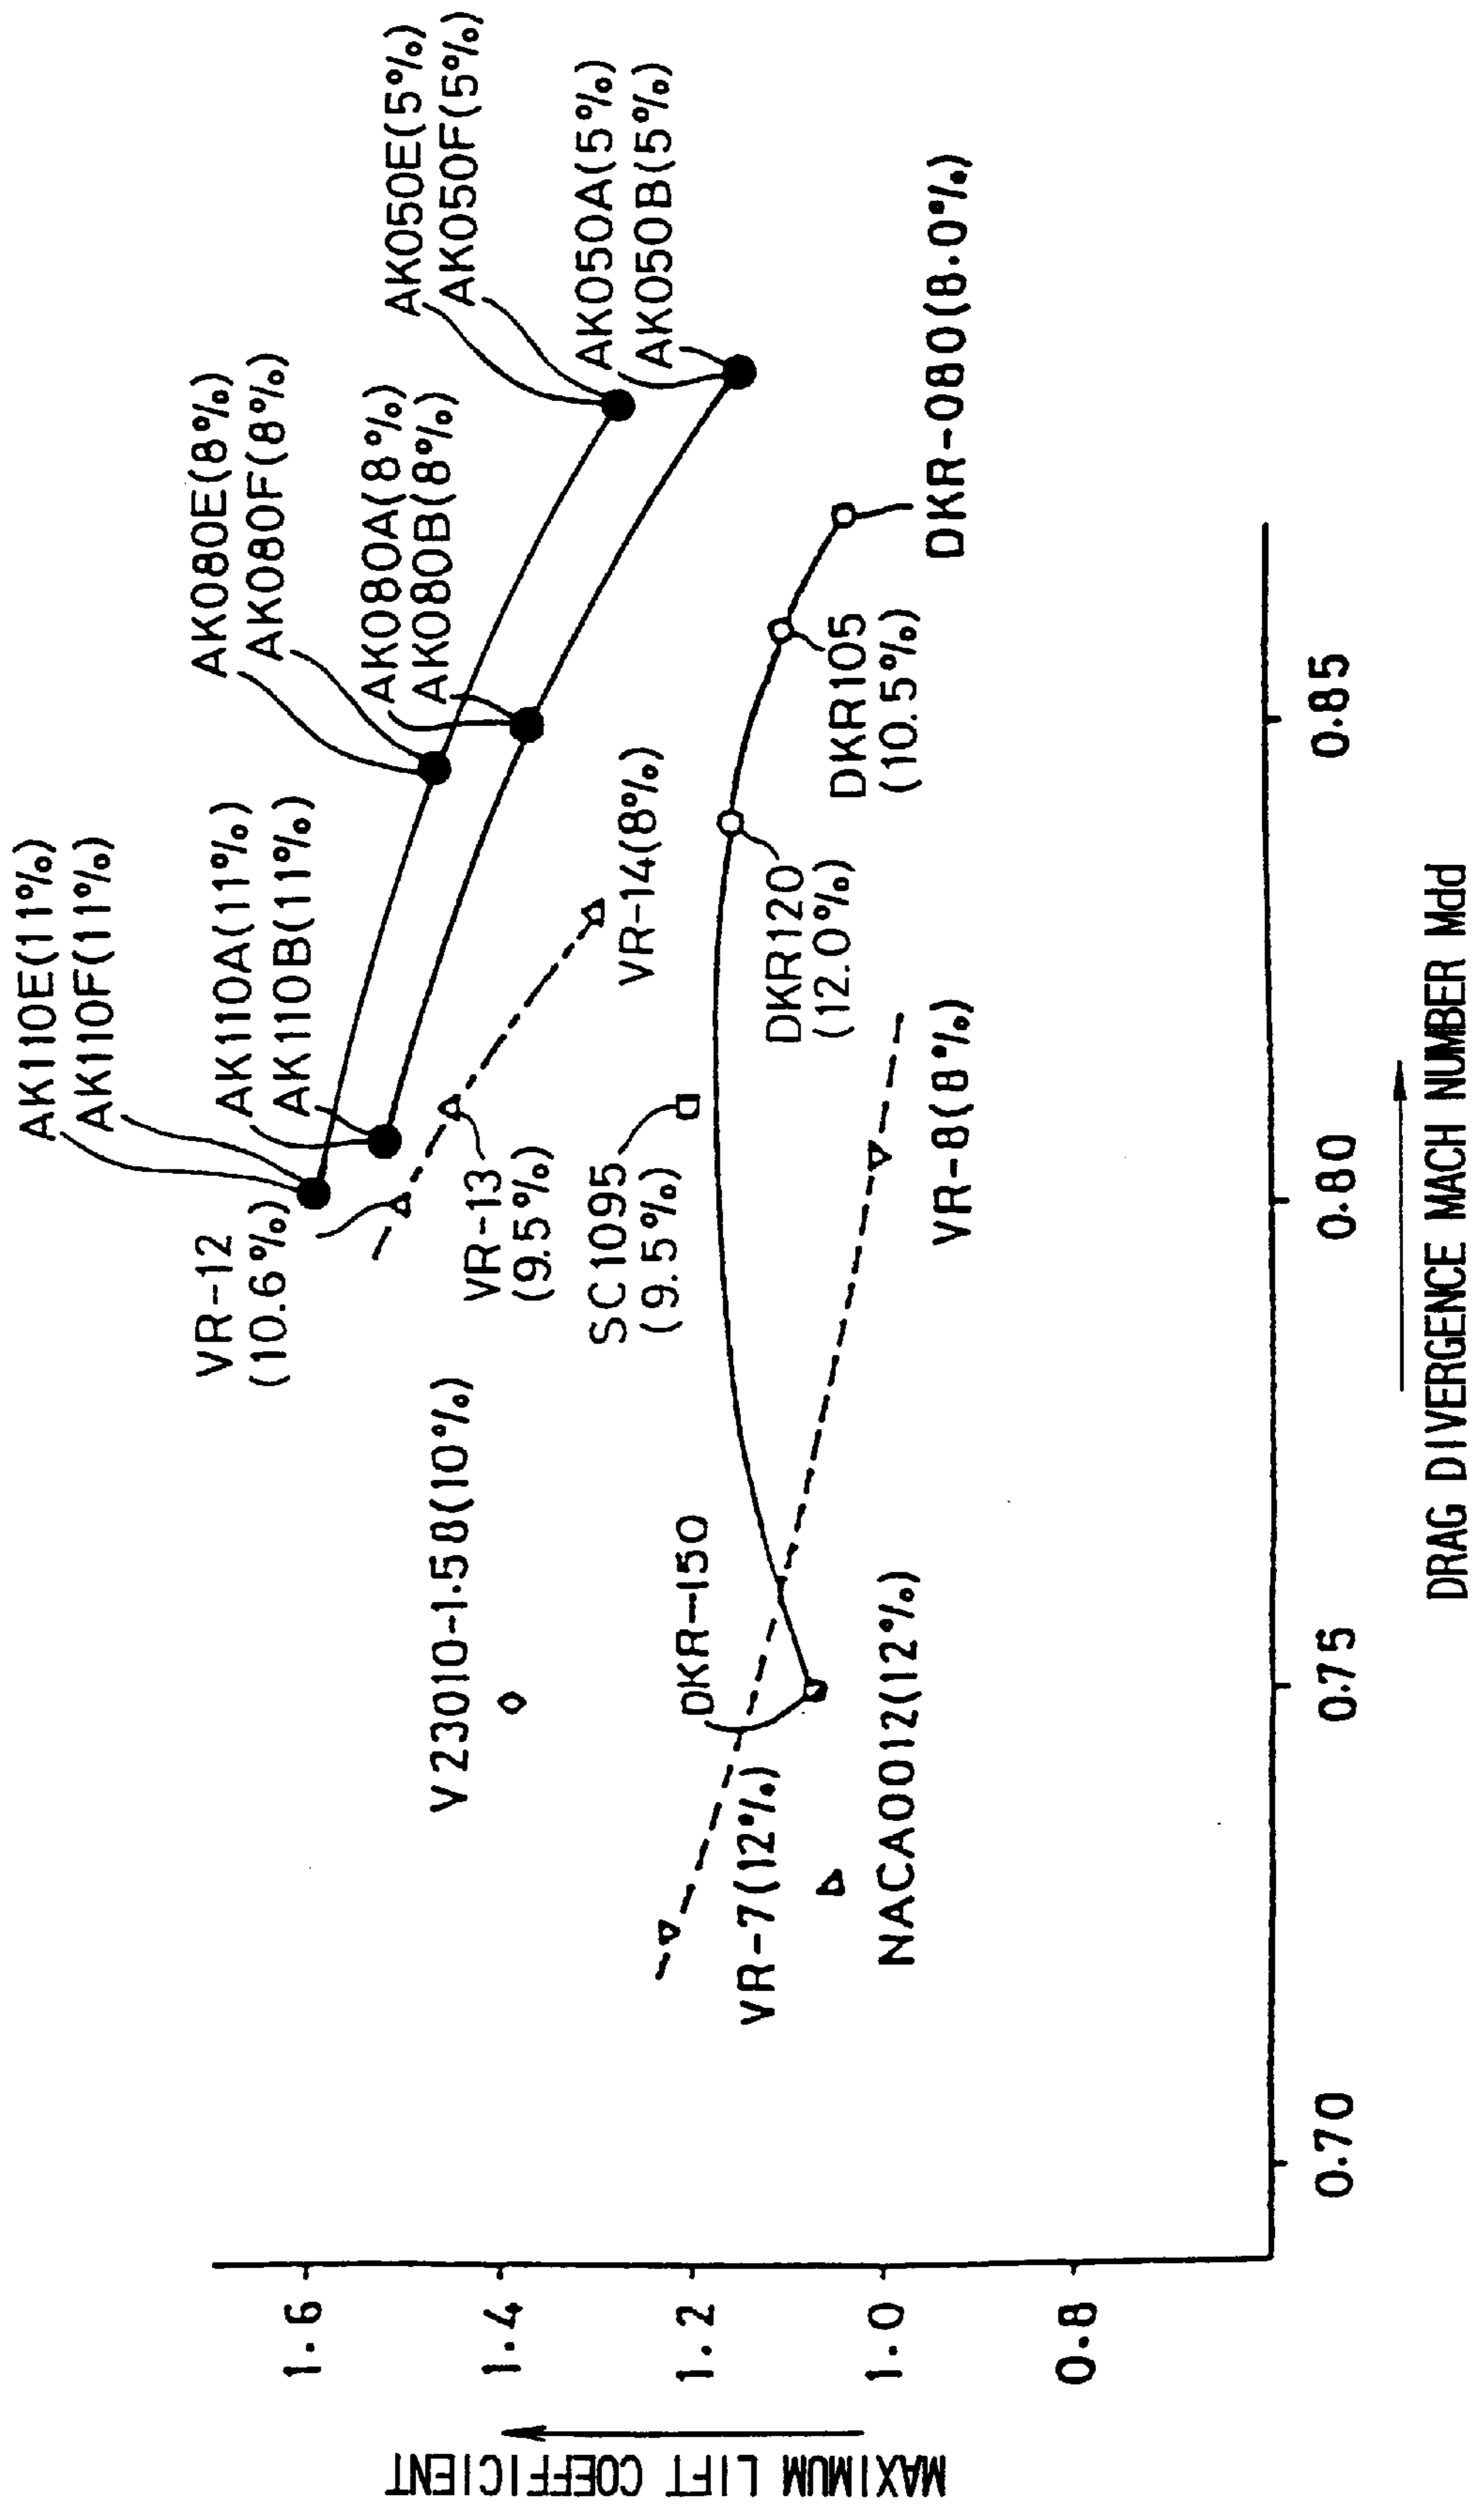 AK110E(11%)
AK110F(11%)
AK110A(11%)
AK110B(11%)
AK080E(8%)
AK080F(8%)
AK080A(8%)
AK080B(8%)
AK050E(5%)
AK050F(5%)
AK050A(5%)
AK050B(5%)
VR-12
(10.6%)
VR-13
(9.5%)
VR-14(8%)
V23010-1.58(10%)
SC1095
(9.5%)
DKR-150
DKR120
(12.0%)
DKR105
(10.5%)
DKR-080(8.0%)
VR-7(12%)
VR-8(8%)
NACA0012(12%)
MAXIMUM LIFT COEFFICIENT
1.6
1.4
1.2
1.0
0.8
0.70
0.75
0.80
0.85
DRAG DIVERGENCE MACH NUMBER Mdd